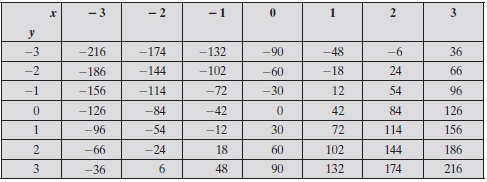 x −3 −2 −1 0 1 2 3
y
−3 −216 −174 −132 −90 −48 −6 36
−2 −186 −144 −102 −60 −18 24 66
−1 −156 −114 −72 −30 12 54 96
0 −126 −84 −42 0 42 84 126
1 −96 −54 −12 30 72 114 156
2 −66 −24 18 60 102 144 186
3 −36 6 48 90 132 174 216